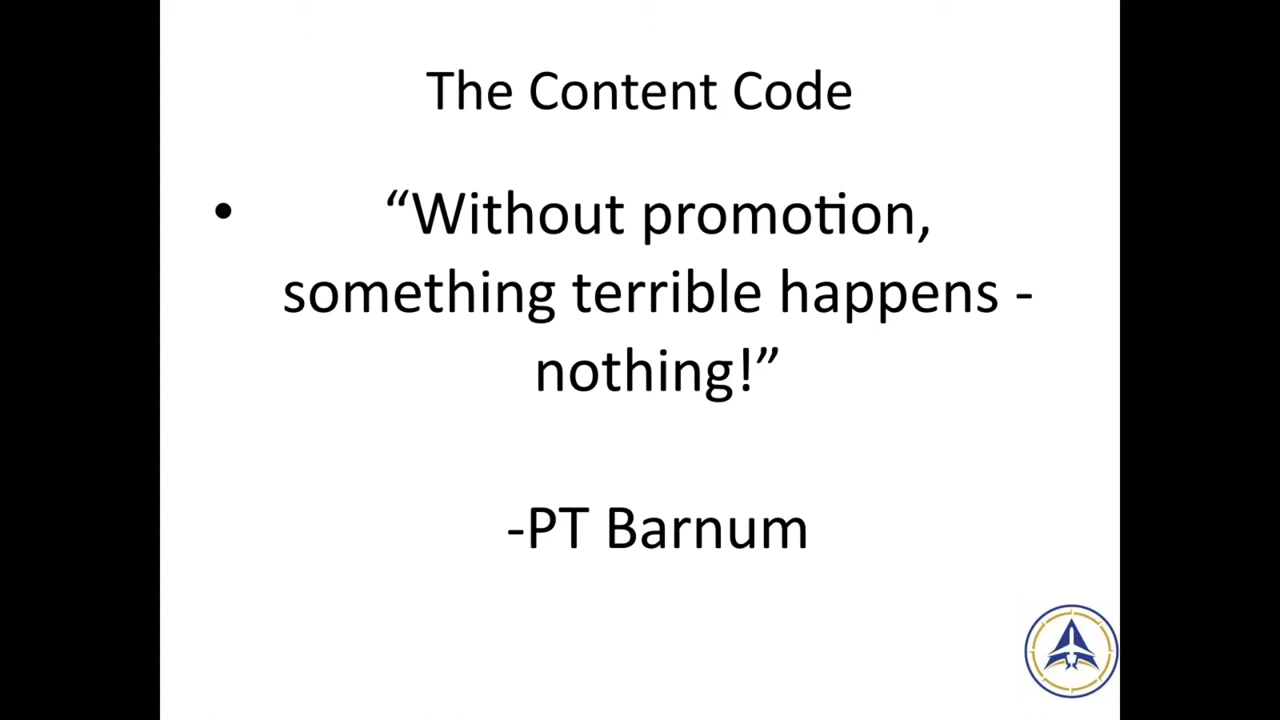 The Content Code
• “Without promotion,
something terrible happens -
nothing!”
-PT Barnum